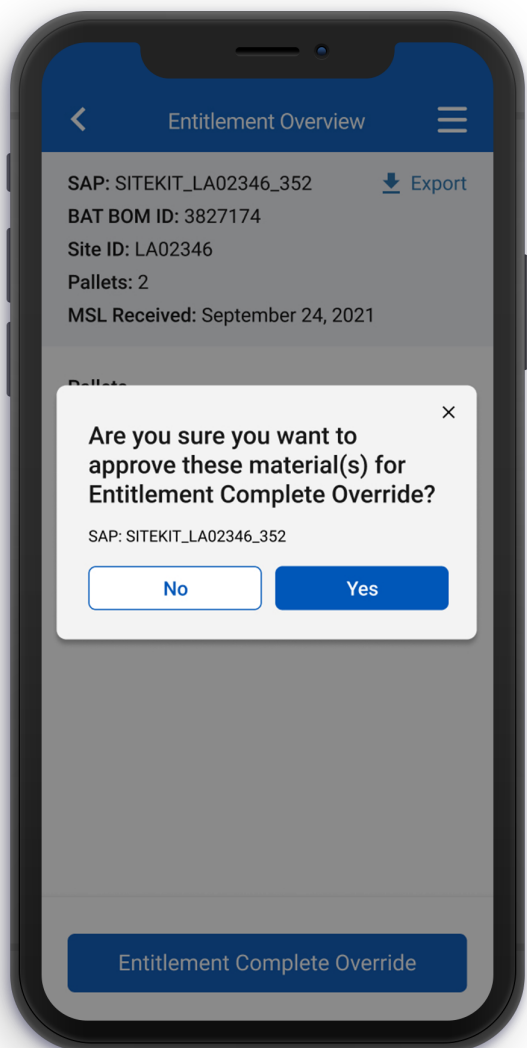 Entitlement Overview
SAP: SITEKIT_LA02346_352
Export
BAT BOM ID: 3827174
Site ID: LA02346
Pallets: 2
MSL Received: September 24, 2021
Pallets
Are you sure you want to
approve these material(s) for
Entitlement Complete Override?
SAP: SITEKIT_LA02346_352
No
Yes
Entitlement Complete Override